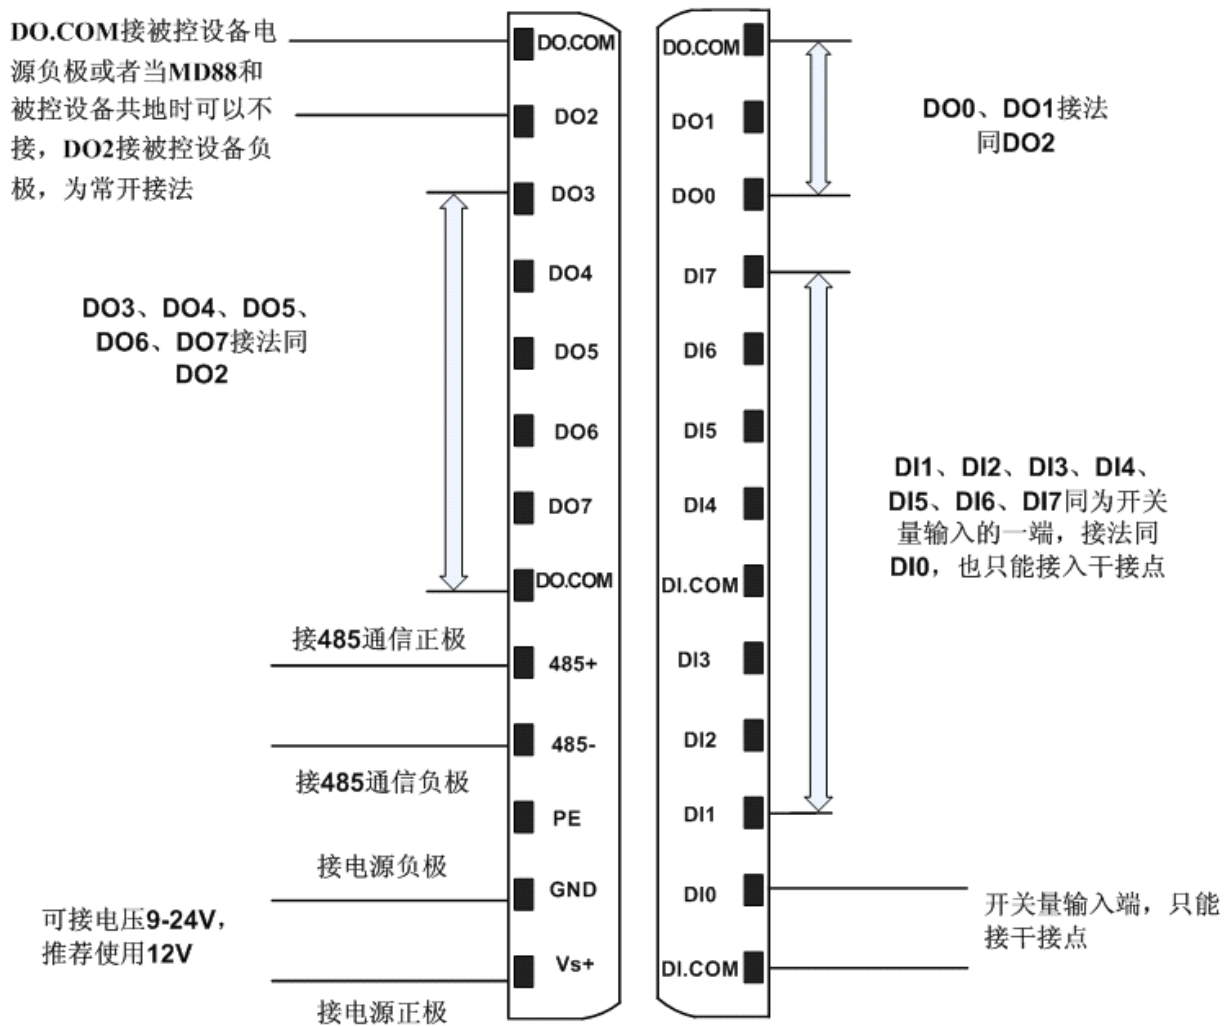 DO.COM接被控设备电
源负极或者当MD88和
被控设备共地时可以不
接，DO2接被控设备负
极，为常开接法
DO3、DO4、DO5、
DO6、DO7接法同
DO2
接485通信正极
接485通信负极
接电源负极
可接电压9-24V，
推荐使用12V
接电源正极
DO.COM
DO2
DO3
DO4
DO5
DO6
DO7
DO.COM
485+
485-
PE
GND
Vs+
DO.COM
DO1
DO0
DI7
DI6
DI5
DI4
DI.COM
DI3
DI2
DI1
DI0
DI.COM
DO0、DO1接法
同DO2
DI1、DI2、DI3、DI4、
DI5、DI6、DI7同为开关
量输入的一端，接法同
DI0，也只能接入干接点
开关量输入端，只能
接干接点